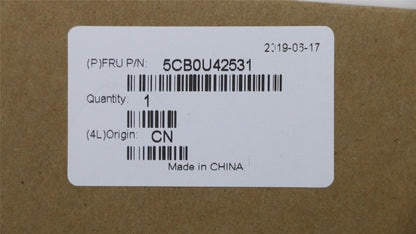 2019-06-17
(P)FRU P/N: 5CB0U42531
Quantity: 1
(4L)Origin: CN
Made in CHINA